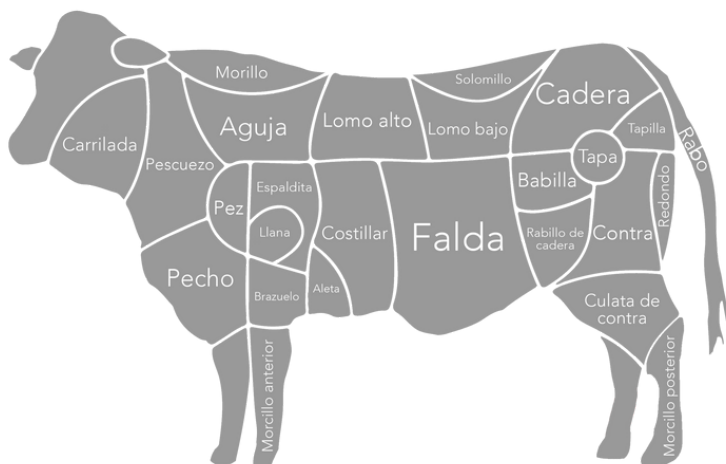 Morillo
Solomillo
Cadera
Carrilada
Aguja
Lomo alto
Lomo bajo
Tapilla
Rabo
Pescuezo
Tapa
Pez
Espaldita
Babilla
Redondo
Llana
Costillar
Falda
Rabillo de
cadera
Contra
Pecho
Brazuelo
Aleta
Culata de
contra
Morcillo anterior
Morcillo posterior